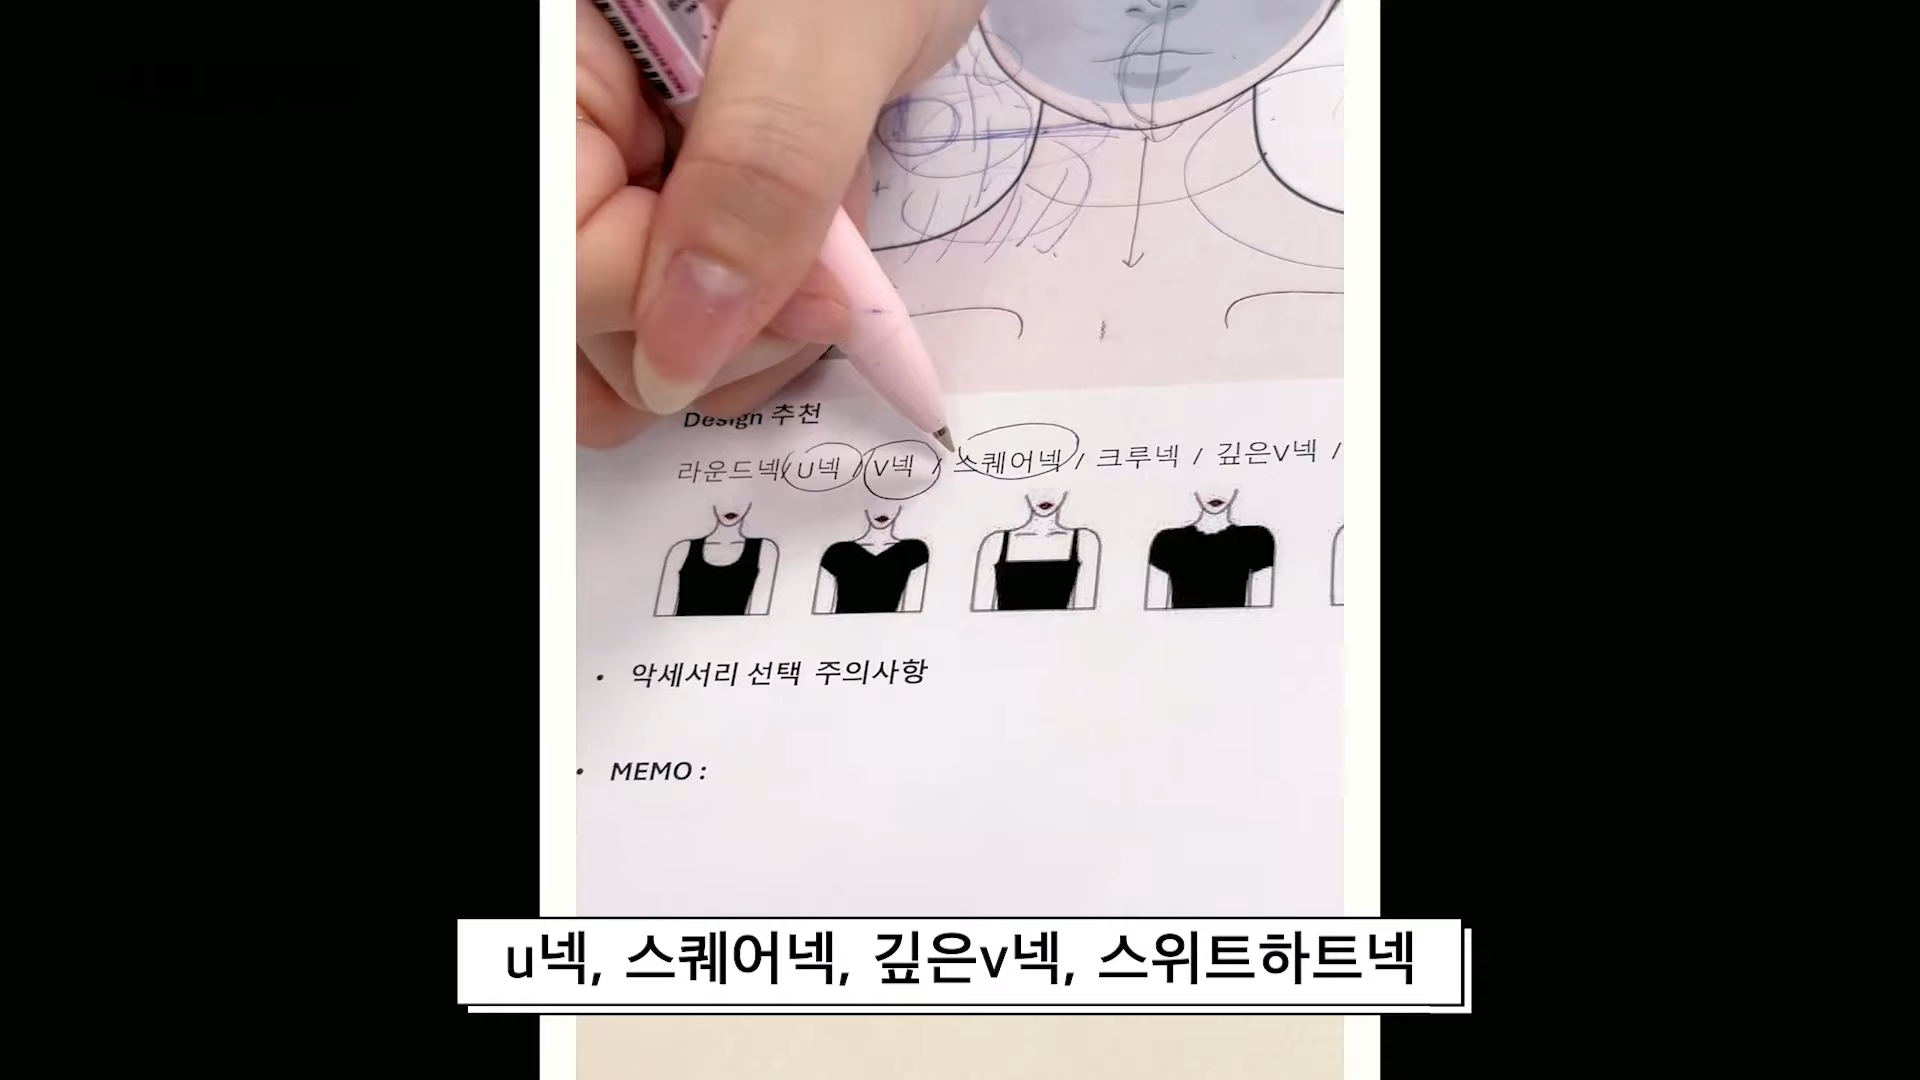 Design 추천
라운드넥/ U넥 / V넥 / 스퀘어넥 / 크루넥 / 깊은V넥 /
• 악세서리 선택 주의사항
• MEMO :
u넥, 스퀘어넥, 깊은v넥, 스위트하트넥